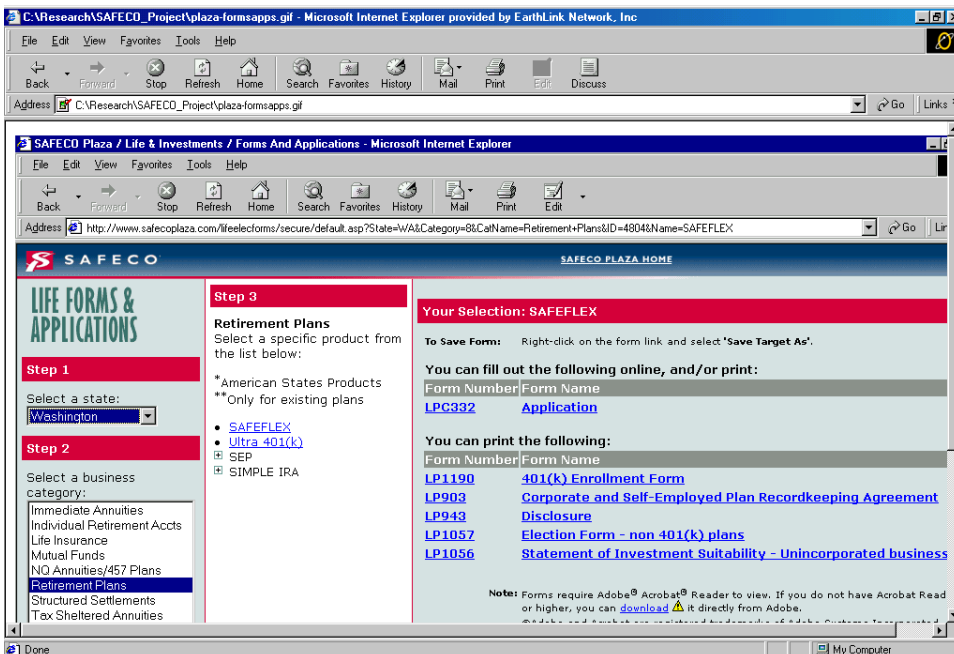 C:\Research\SAFECO_Project\plaza-formsapps.gif - Microsoft Internet Explorer provided by EarthLink Network, Inc
File Edit View Favorites Tools Help
Back Forward Stop Refresh Home Search Favorites History Mail Print Edit Discuss
Address C:\Research\SAFECO_Project\plaza-formsapps.gif Go Links
SAFECO Plaza / Life & Investments / Forms And Applications - Microsoft Internet Explorer
File Edit View Favorites Tools Help
Back Forward Stop Refresh Home Search Favorites History Mail Print Edit
Address http://www.safecoplaza.com/lifeelecforms/secure/default.asp?State=WA&Category=8&CatName=Retirement+Plans&ID=4804&Name=SAFEFLEX Go
SAFECO
SAFECO PLAZA HOME
LIFE FORMS &
APPLICATIONS
Step 1
Select a state:
Washington
Step 2
Select a business
category:
Immediate Annuities
Individual Retirement Accts
Life Insurance
Mutual Funds
NQ Annuities/457 Plans
Retirement Plans
Structured Settlements
Tax Sheltered Annuities
Step 3
Retirement Plans
Select a specific product from
the list below:
*American States Products
**Only for existing plans
• SAFEFLEX
• Ultra 401(k)
SEP
SIMPLE IRA
Your Selection: SAFEFLEX
To Save Form: Right-click on the form link and select 'Save Target As'.
You can fill out the following online, and/or print:
Form Number Form Name
LPC332 Application
You can print the following:
Form Number Form Name
LP1190 401(k) Enrollment Form
LP903 Corporate and Self-Employed Plan Recordkeeping Agreement
LP943 Disclosure
LP1057 Election Form - non 401(k) plans
LP1056 Statement of Investment Suitability - Unincorporated business
Note: Forms require Adobe® Acrobat® Reader to view. If you do not have Acrobat Read
or higher, you can download it directly from Adobe.
Done
My Computer